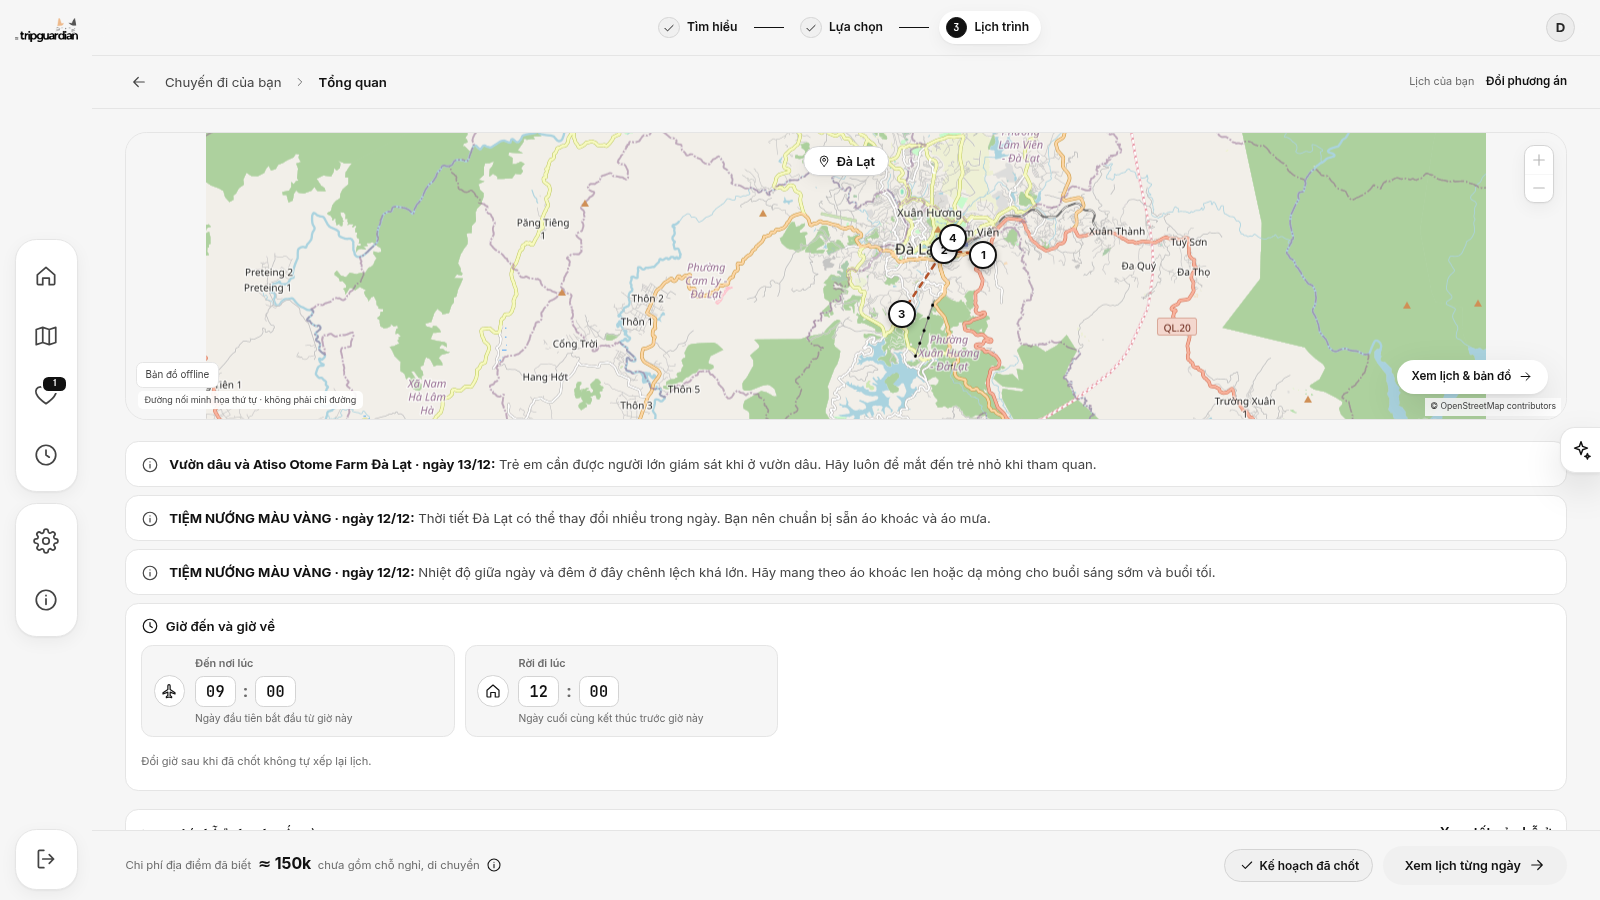 tripguardian
Tìm hiểu
Lựa chọn
3 Lịch trình
D
Chuyến đi của bạn
Tổng quan
Lịch của bạn
Đổi phương án
Đà Lạt
Lâm Viên
- Đà Lạt
Xuân Hương
Păng Tiêng
1
4
Xuân Thành
Tuý Sơn
1
3
Đa Quý
Đa Thọ
Preteing 2
Preteing 1
Phường
Cam Ly
Đà Lạt
Thôn 2
Thôn 1
QL.20
Cống Trời
Phường
Xuân Hương
Đà Lạt
Hang Hớt
Thôn 5
Thôn 3
Xã Nam
Hà Lâm
Hà
Trường Xuân
1
Bản đồ offline
Đường nối minh họa thứ tự · không phải chỉ đường
Xem lịch & bản đồ
© OpenStreetMap contributors
1
Vườn dâu và Atiso Otome Farm Đà Lạt · ngày 13/12: Trẻ em cần được người lớn giám sát khi ở vườn dâu. Hãy luôn để mắt đến trẻ nhỏ khi tham quan.
TIỆM NƯỚNG MÀU VÀNG · ngày 12/12: Thời tiết Đà Lạt có thể thay đổi nhiều trong ngày. Bạn nên chuẩn bị sẵn áo khoác và áo mưa.
TIỆM NƯỚNG MÀU VÀNG · ngày 12/12: Nhiệt độ giữa ngày và đêm ở đây chênh lệch khá lớn. Hãy mang theo áo khoác len hoặc dạ mỏng cho buổi sáng sớm và buổi tối.
Giờ đến và giờ về
Đến nơi lúc
09 : 00
Ngày đầu tiên bắt đầu từ giờ này
Rời đi lúc
12 : 00
Ngày cuối cùng kết thúc trước giờ này
Đổi giờ sau khi đã chốt không tự xếp lại lịch.
Chi phí địa điểm đã biết ≈ 150k chưa gồm chỗ nghỉ, di chuyển
Kế hoạch đã chốt
Xem lịch từng ngày